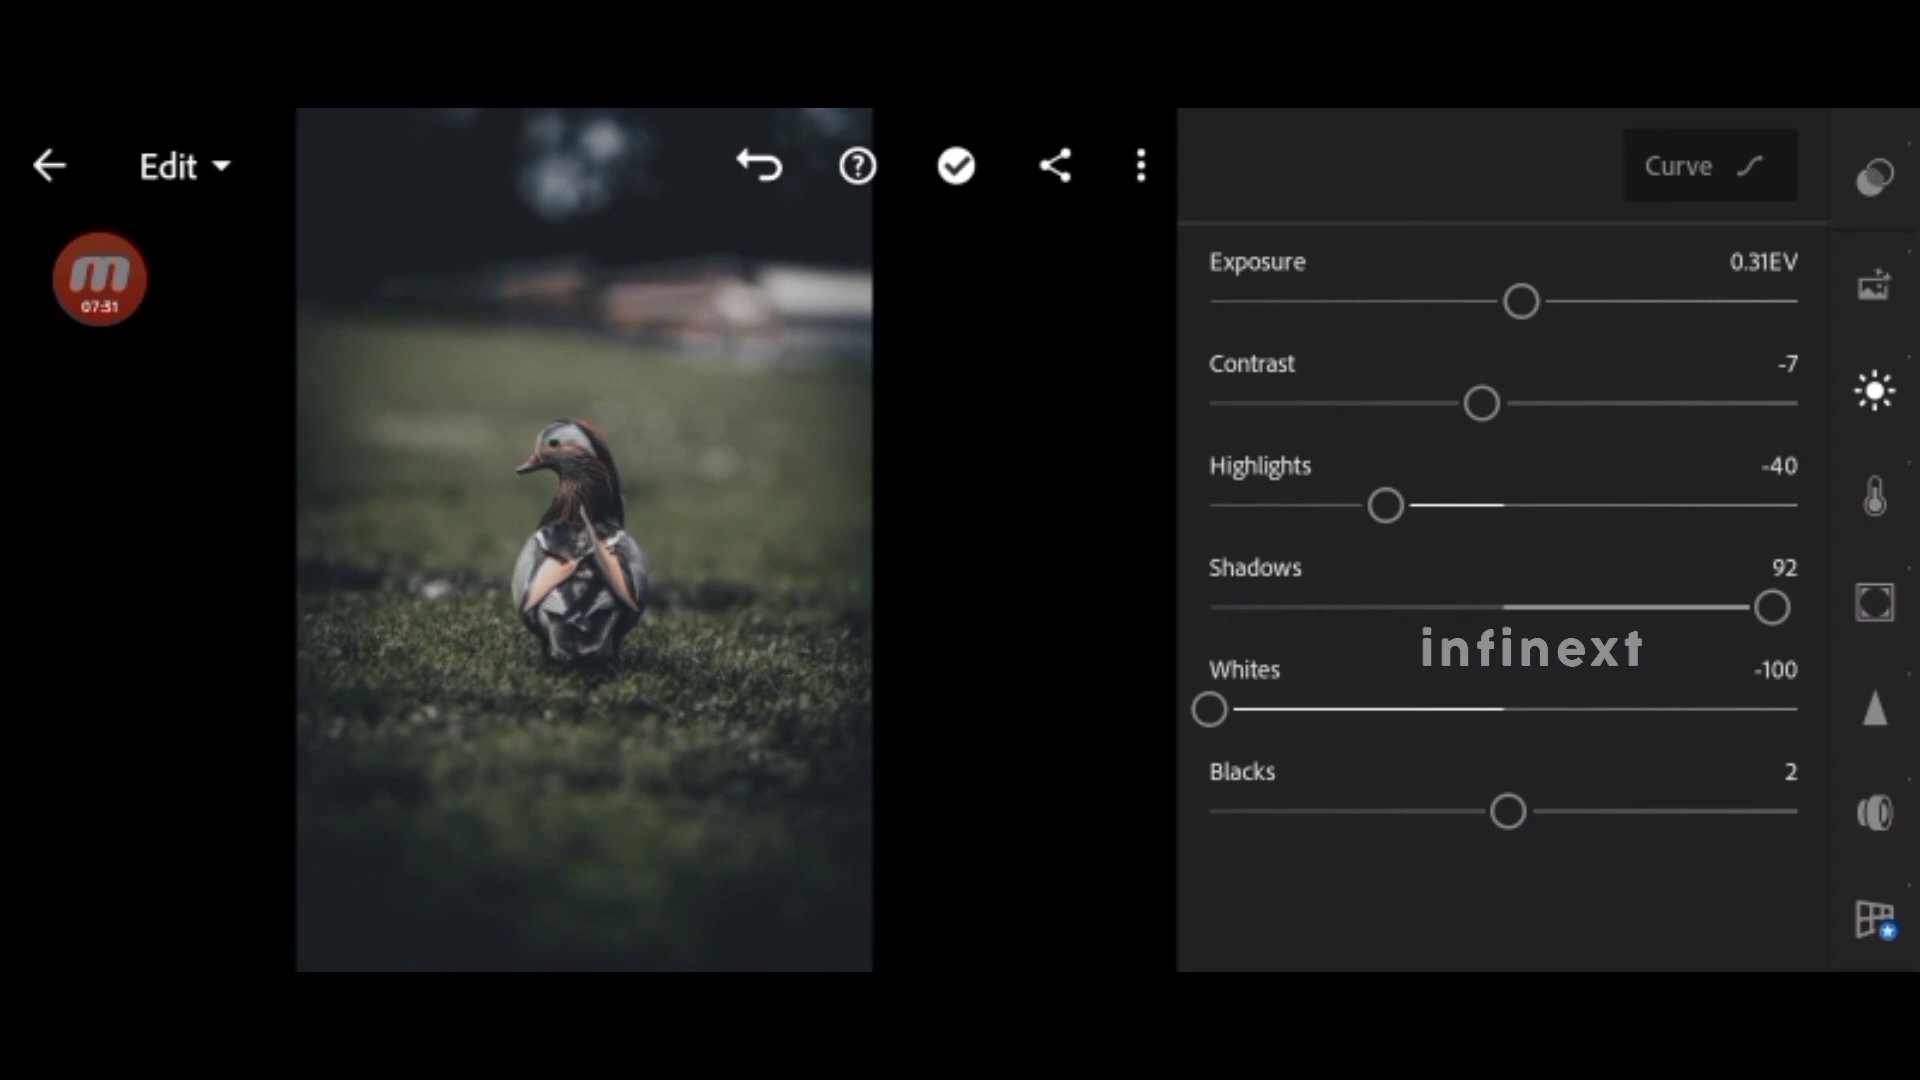 Edit
Curve
m
07:31
Exposure 0.31EV
Contrast -7
Highlights -40
Shadows 92
infinext
Whites -100
Blacks 2